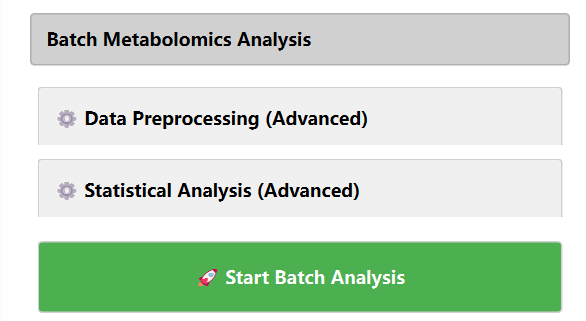 Batch Metabolomics Analysis
⚙️ Data Preprocessing (Advanced)
⚙️ Statistical Analysis (Advanced)
🚀 Start Batch Analysis